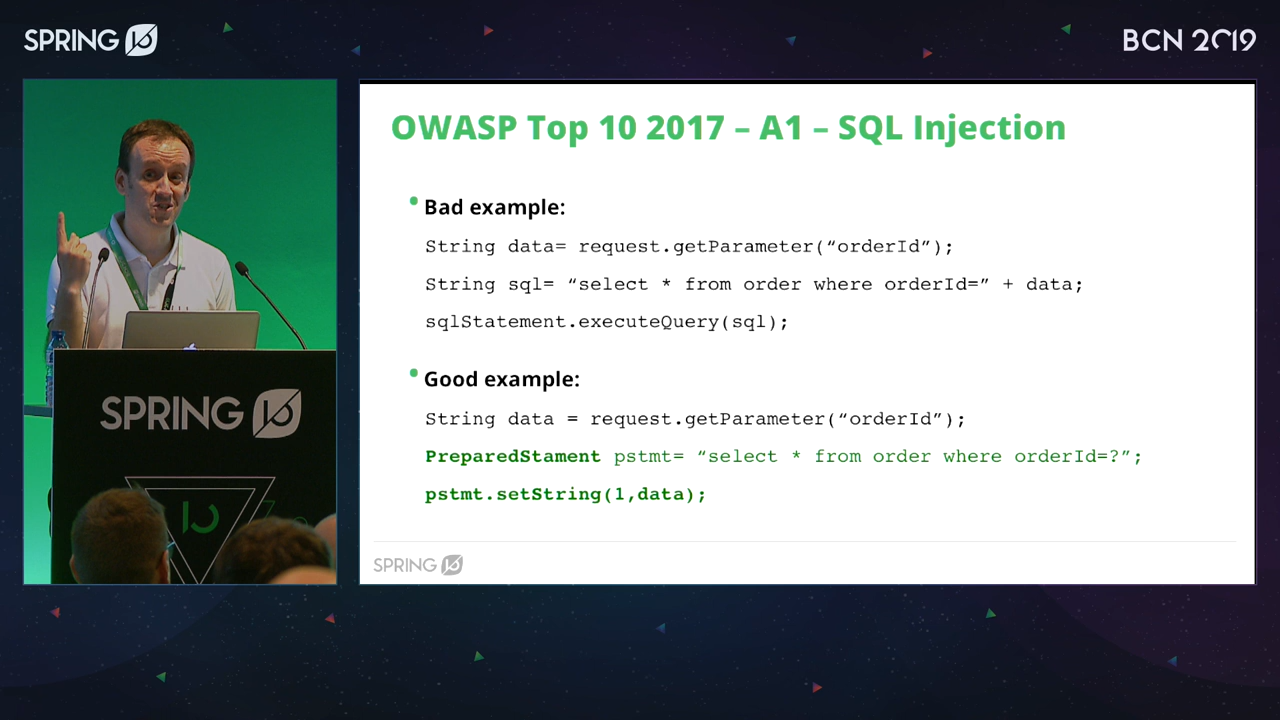 SPRING I/O
BCN 2019
OWASP Top 10 2017 – A1 – SQL Injection
• Bad example:
String data= request.getParameter(“orderId”);
String sql= “select * from order where orderId=” + data;
sqlStatement.executeQuery(sql);
• Good example:
String data = request.getParameter(“orderId”);
PreparedStament pstmt= “select * from order where orderId=?”;
pstmt.setString(1,data);
SPRING I/O
SPRING I/O